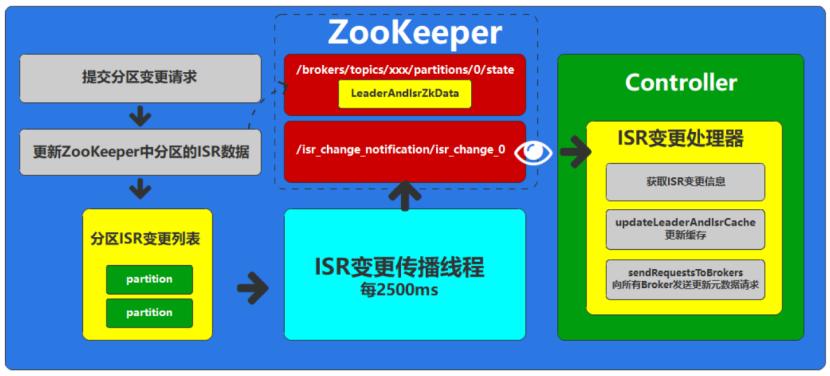 ZooKeeper
提交分区变更请求
/brokers/topics/xxx/partitions/0/state
LeaderAndIsrZkData
Controller
更新ZooKeeper中分区的ISR数据
/isr_change_notification/isr_change_0
ISR变更处理器
获取ISR变更信息
分区ISR变更列表
partition
partition
ISR变更传播线程
每2500ms
updateLeaderAndIsrCache
更新缓存
sendRequestsToBrokers
向所有Broker发送更新元数据请求